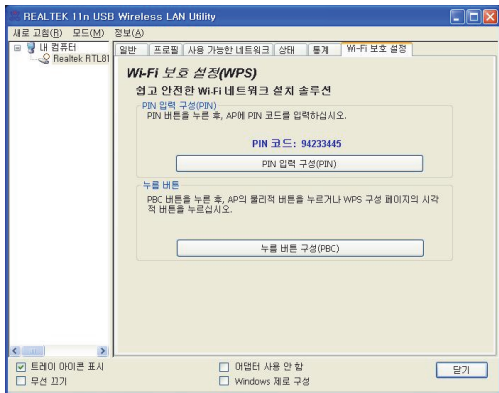 REALTEK 11n USB Wireless LAN Utility
새로 고침(R) 모드(M) 정보(A)
내 컴퓨터
Realtek RTL81
일반 프로필 사용 가능한 네트워크 상태 통계 Wi-Fi 보호 설정
Wi-Fi 보호 설정(WPS)
쉽고 안전한 Wi-Fi 네트워크 설치 솔루션
PIN 입력 구성(PIN)
PIN 버튼을 누른 후, AP에 PIN 코드를 입력하십시오.
PIN 코드: 94233445
PIN 입력 구성(PIN)
누름 버튼
PBC 버튼을 누른 후, AP의 물리적 버튼을 누르거나 WPS 구성 페이지의 시각
적 버튼을 누르십시오.
누름 버튼 구성(PBC)
트레이 아이콘 표시
어댑터 사용 안 함
닫기
무선 끄기
Windows 제로 구성